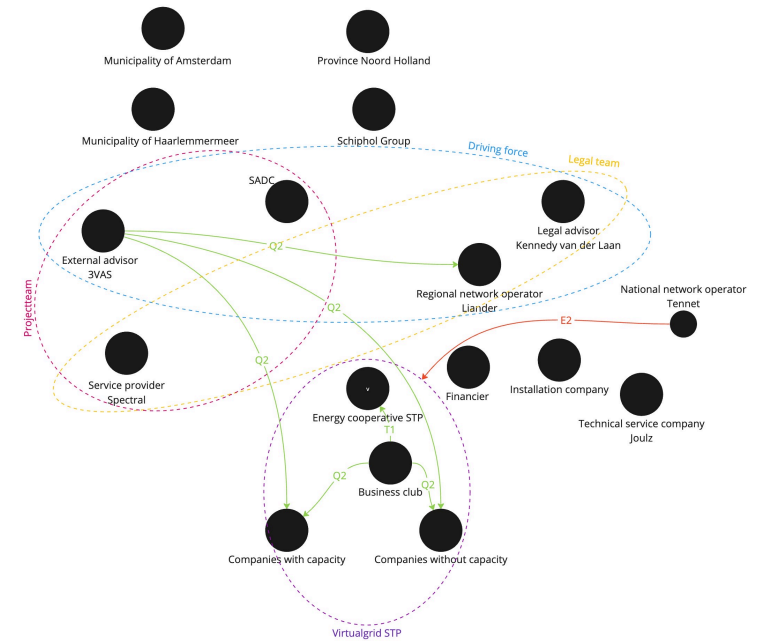 Municipality of Amsterdam
Province Noord Holland
Municipality of Haarlemmermeer
Schiphol Group
Driving force
Legal team
SADC
External advisor
3VAS
Legal advisor
Kennedy van der Laan
Q2
Regional network operator
Liander
National network operator
Tennet
Projectteam
Q2
E2
Q2
Service provider
Spectral
Financier
Installation company
Technical service company
Joulz
v
Energy cooperative STP
T1
Business club
Q2
Q2
Companies with capacity
Companies without capacity
Virtualgrid STP